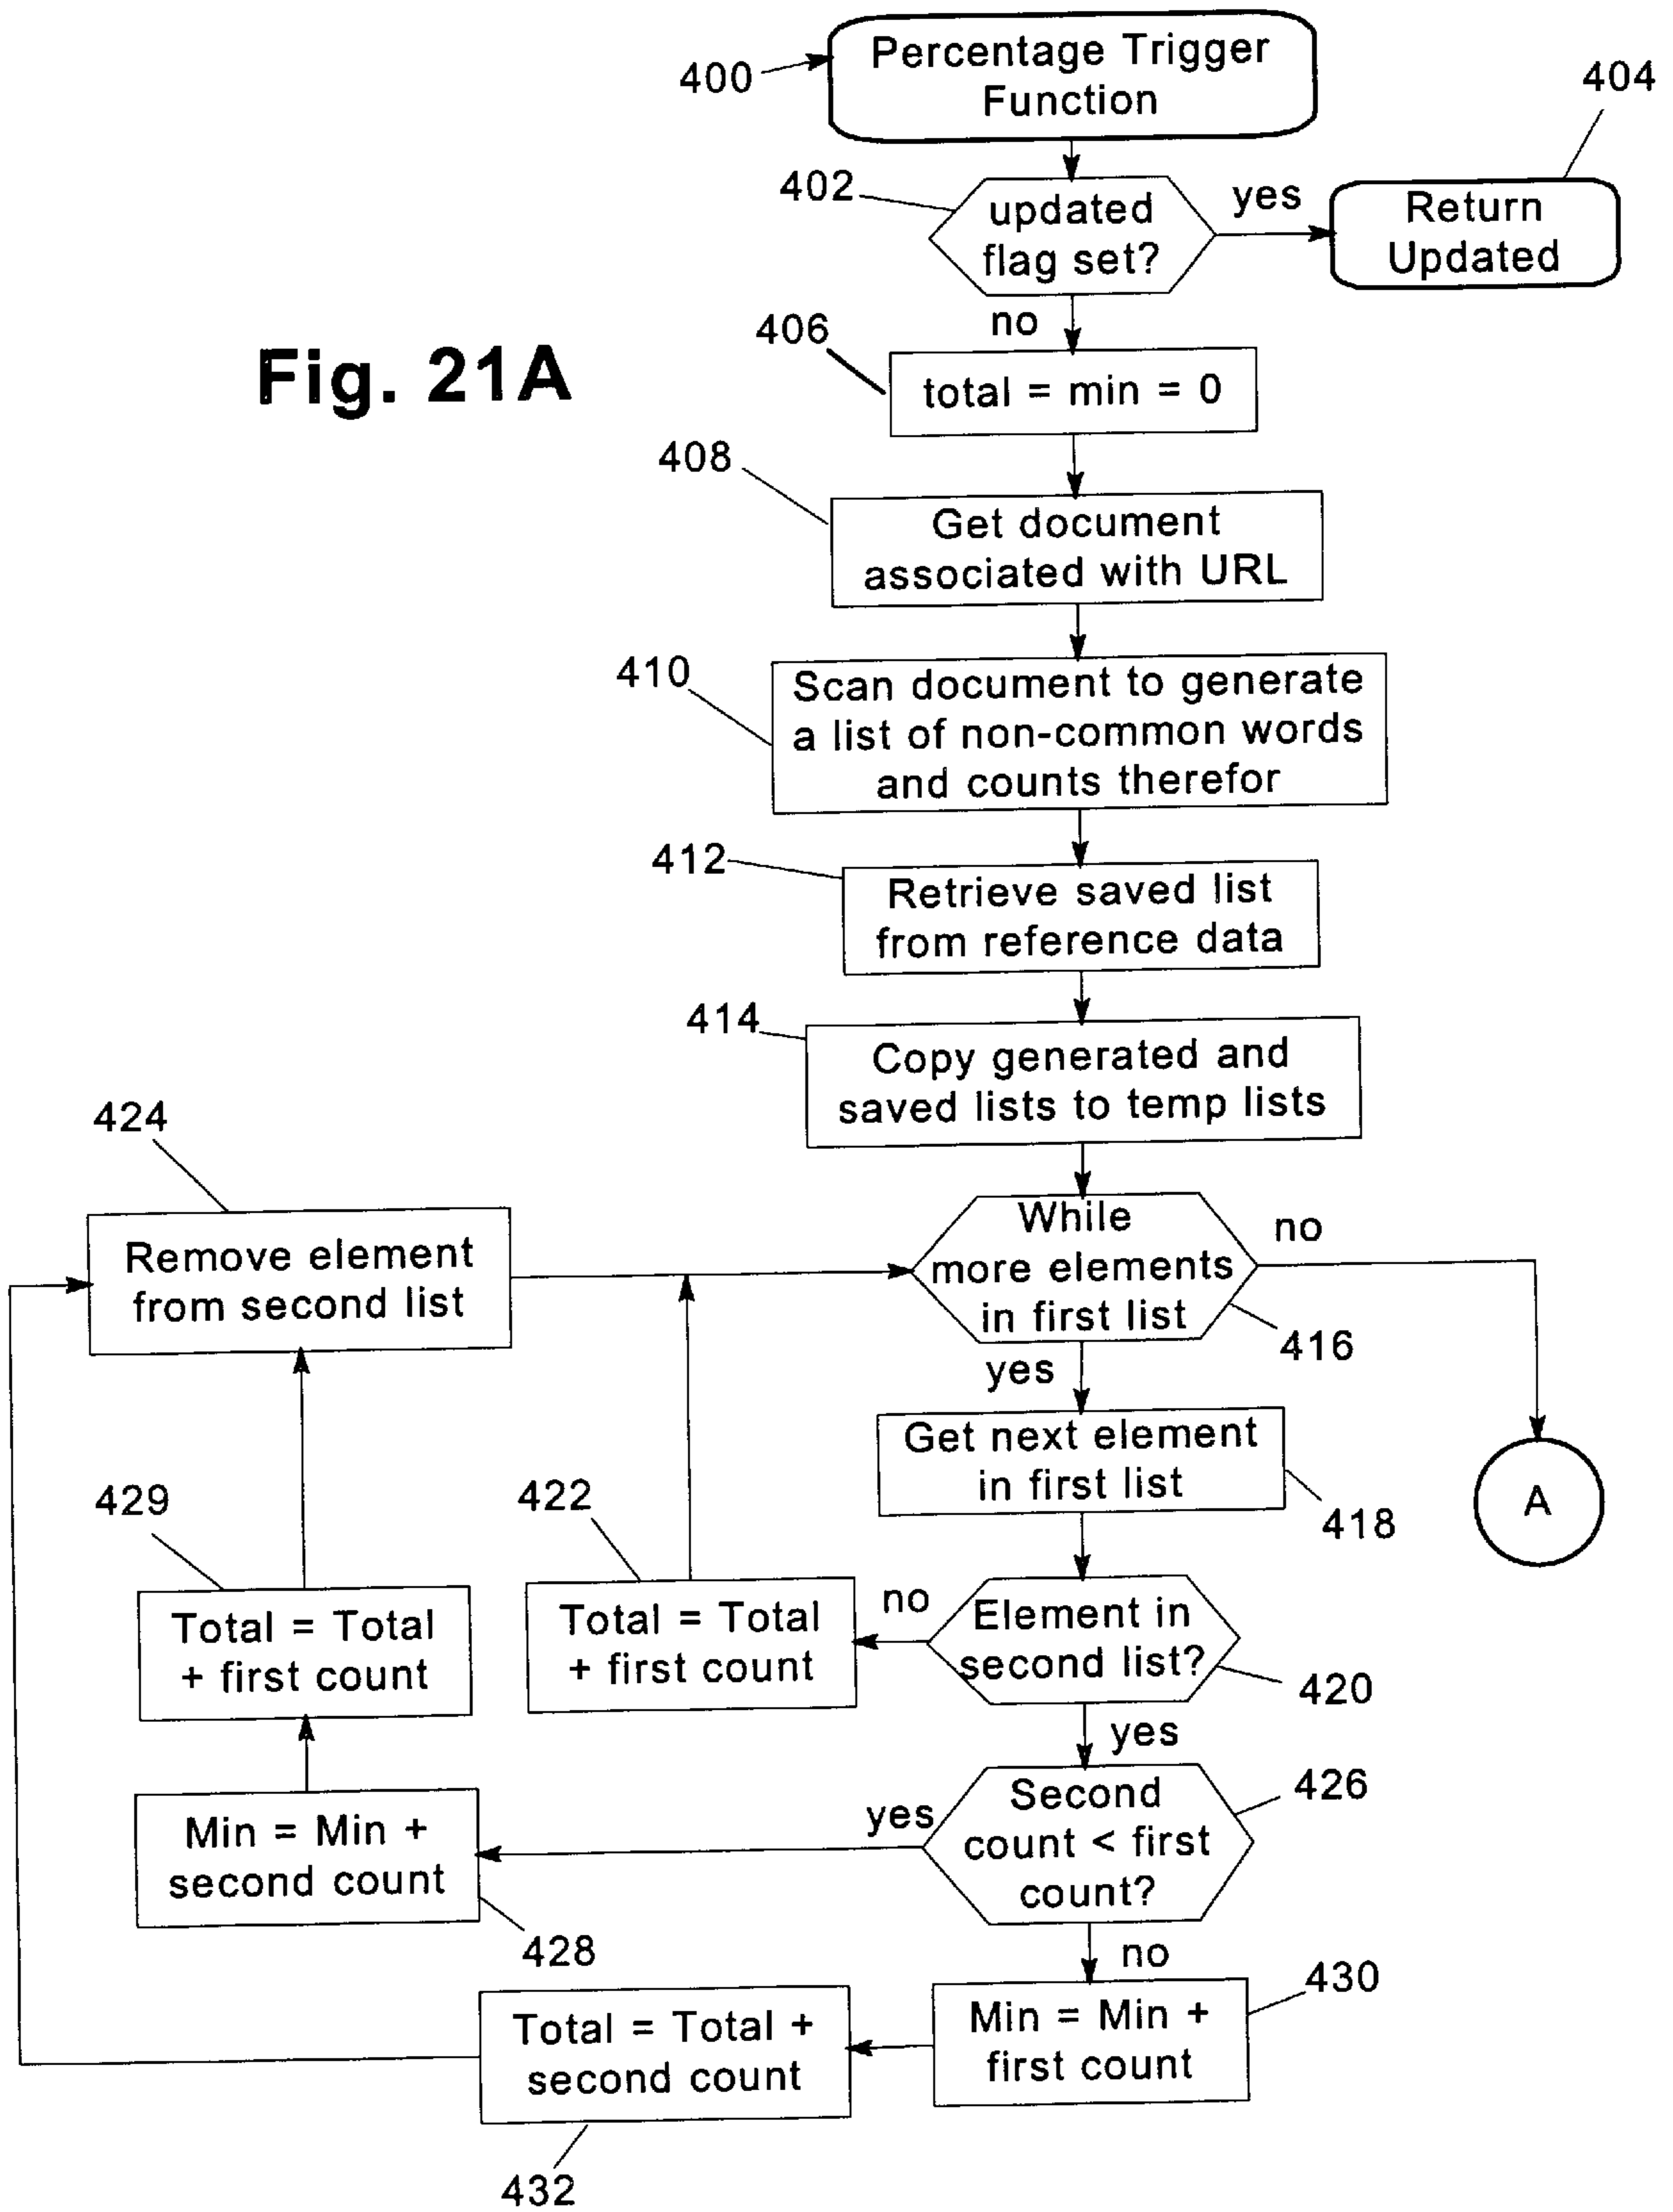 400
Percentage Trigger
Function
404
402
updated
flag set?
yes
Return
Updated
no
406
total = min = 0
Fig. 21A
408
Get document
associated with URL
410
Scan document to generate
a list of non-common words
and counts therefor
412
Retrieve saved list
from reference data
414
Copy generated and
saved lists to temp lists
424
Remove element
from second list
While
more elements
in first list
no
416
yes
Get next element
in first list
418
A
429
422
Total = Total
+ first count
Total = Total
+ first count
no
Element in
second list?
420
yes
Second
count < first
count?
426
yes
Min = Min +
second count
428
no
430
Min = Min +
first count
Total = Total +
second count
432